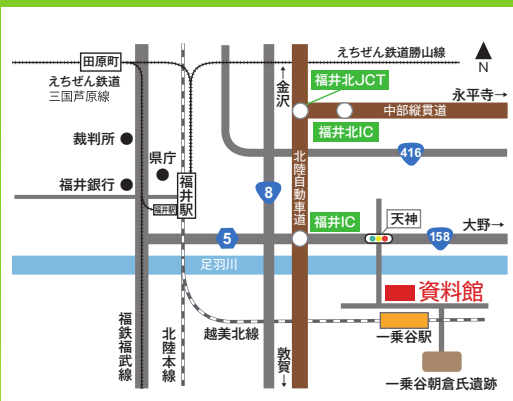 えちぜん鉄道勝山線
田原町
えちぜん鉄道
三国芦原線
↑金沢
福井北JCT
N
永平寺→
中部縦貫道
福井北IC
裁判所
県庁
416
福井銀行
福井駅
福井駅
8
北陸自動車道
天神
福井IC
大野→
5
158
足羽川
資料館
福鉄福武線
北陸本線
越美北線
一乗谷駅
敦賀↓
一乗谷朝倉氏遺跡